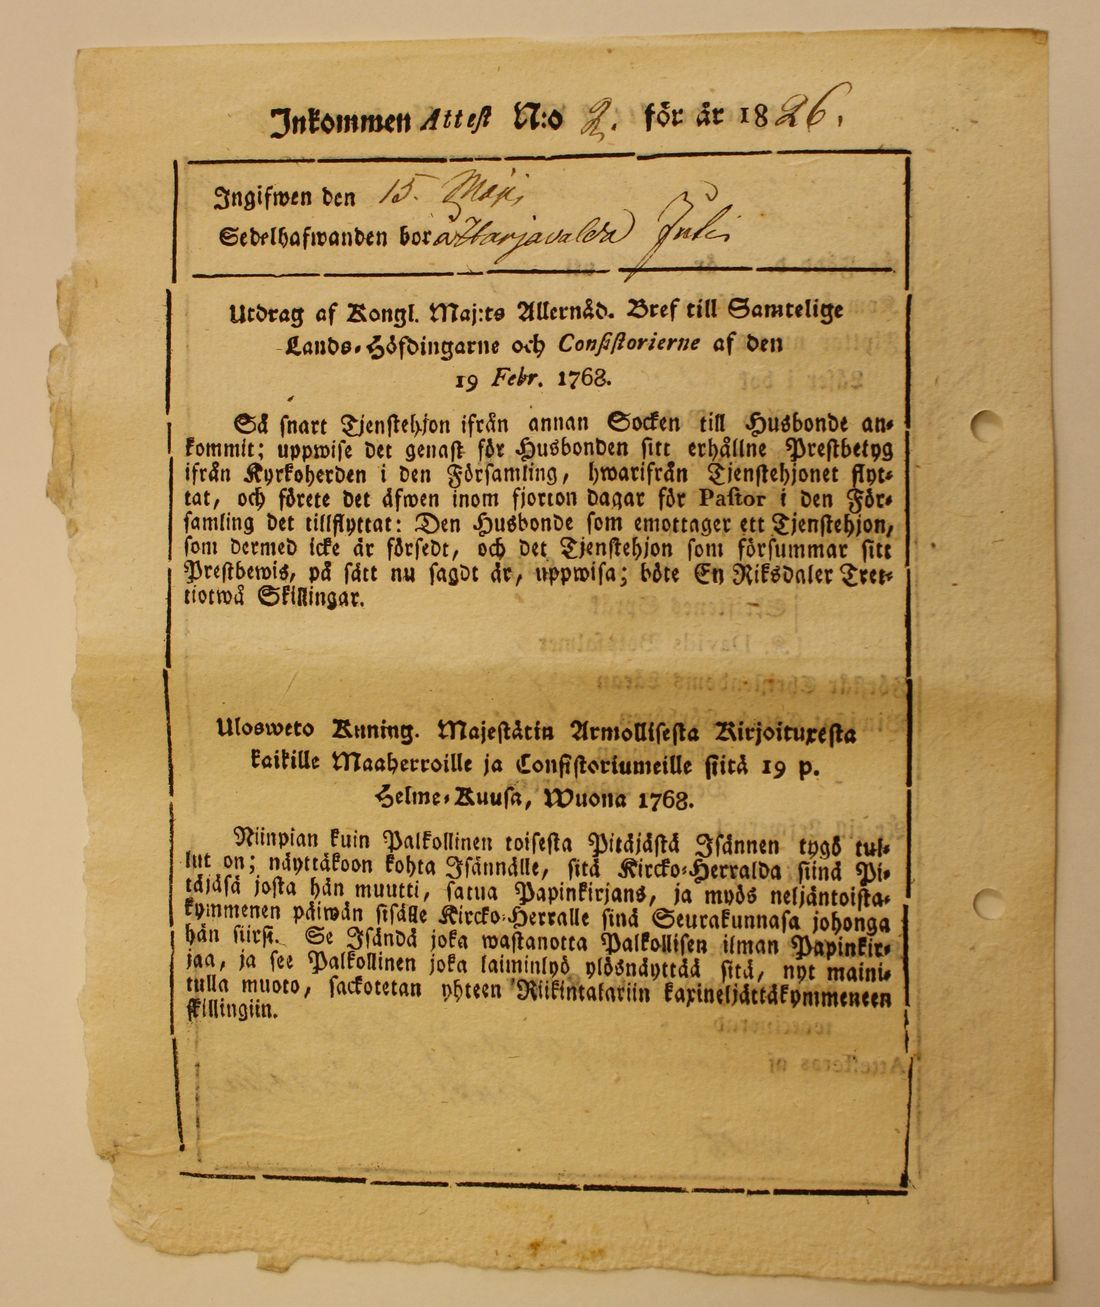 Inkommen Attest N:o 2. för år 1826.
Ingifwen den 15. Maji
Sedelhafwanden bor å Harjavalda
Utdrag af Kongl. Maj:ts Allernåd. Bref till Samtelige
Lands-Höfdingarne och Consistorierne af den
19 Febr. 1768.
Så snart Tjenstehjon ifrån annan Socken till Husbonde an-
kommit; uppwise det genast för Husbonden sitt erhållne Prestbetyg
ifrån Kyrkoherden i den Församling, hwarifrån Tjenstehjonet flyt-
tat, och förete det äfwen inom fjorton dagar för Pastor i den För-
samling det tillflyttat: Den Husbonde som emottager ett Tjenstehjon,
som dermed icke är försedt, och det Tjenstehjon som försummar sitt
Prestbewis, på sätt nu sagdt är, uppwisa; böte En Riksdaler Tret-
tiotwå Skillingar.
Ulosweto Kuning. Majestätin Armollisesta Kirjoituxesta
kaikille Maaherroille ja Consistoriumeille siitä 19 p.
Helme-Kuusa, Wuona 1768.
Niinpian kuin Palkollinen toisesta Pitäjästä Isännen tygö tul-
lut on; näyttäkoon kohta Isännälle, sitä Kircko-Herralda siinä Pi-
täjäsä josta hän muutti, satua Papinkirjans, ja myös neljäntoista-
kymmenen päiwän sisälle Kircko-Herralle sinä Seurakunnasa johonga
hän siirsi. Se Isändä joka wastanotta Palkollisen ilman Papinkir-
jaa, ja see Palkollinen joka laiminlyö ylösnäyttää sitä, nyt maini-
tulla muoto, sackotetan yhteen Riikintalariin kaxineljättäkymmeneen
skillingiin.